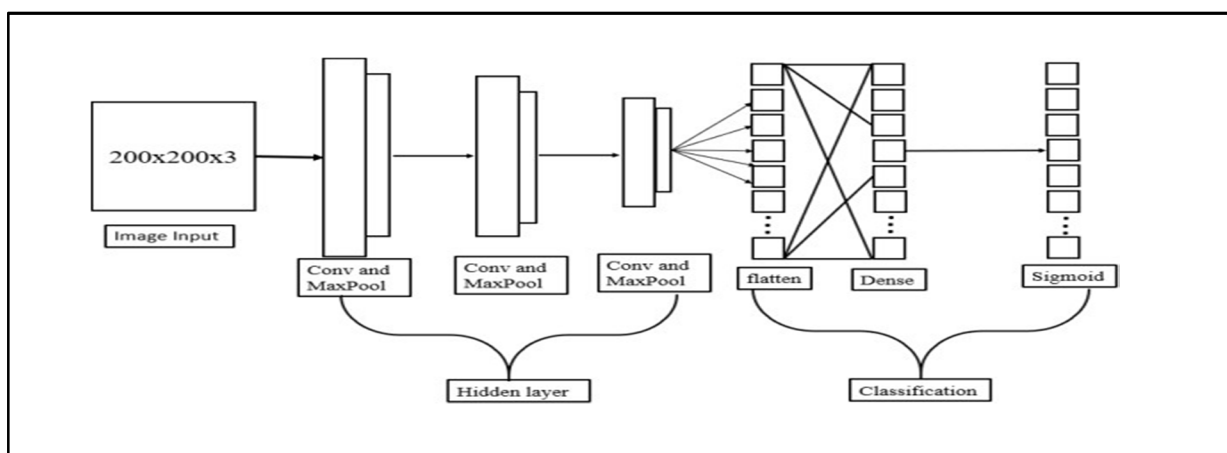 200x200x3
Image Input
Conv and
MaxPool
Conv and
MaxPool
Conv and
MaxPool
flatten
Dense
Sigmoid
Hidden layer
Classification